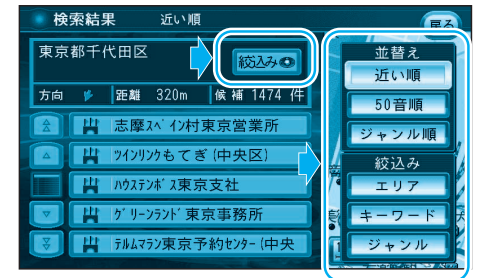 検索結果 近い順
戻る
東京都千代田区
絞込み
方向 距離 320m 候補 1474 件
志摩ｽﾍﾟｲﾝ村東京営業所
ﾂｲﾝﾘﾝｸもてぎ(中央区)
ﾊｳｽﾃﾝﾎﾞｽ東京支社
ｸﾞﾘｰﾝﾗﾝﾄﾞ東京事務所
ﾃﾙﾑﾏﾗﾝ東京予約ｾﾝﾀｰ(中央
並替え
近い順
50音順
ジャンル順
絞込み
エリア
キーワード
ジャンル